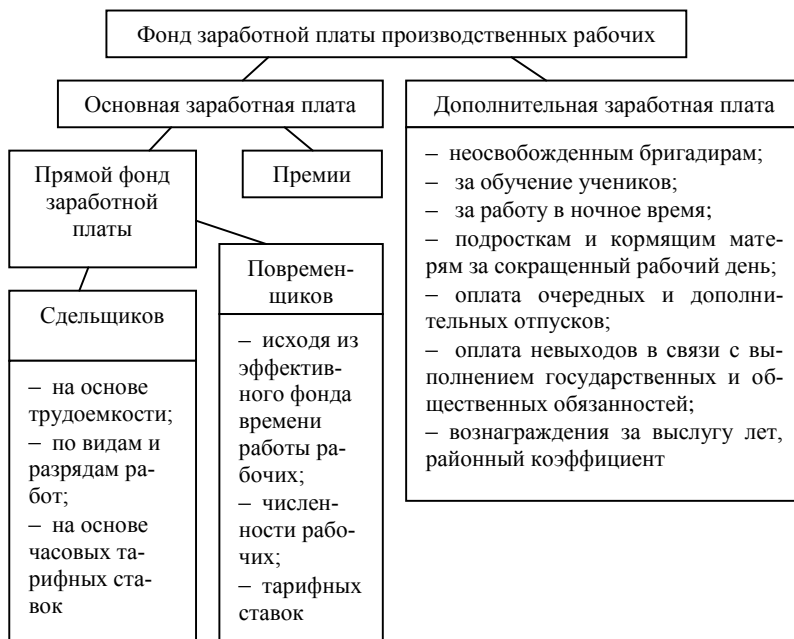 Фонд заработной платы производственных рабочих
Основная заработная плата
Прямой фонд
заработной
платы
Премии
Сдельщиков
– на основе
трудоемкости;
– по видам и
разрядам ра-
бот;
– на основе
часовых та-
рифных ста-
вок
Повремен-
щиков
– исходя из
эффектив-
ного фонда
времени
работы ра-
бочих;
– числен-
ности рабо-
чих;
– тарифных
ставок
Дополнительная заработная плата
– неосвобожденным бригадирам;
– за обучение учеников;
– за работу в ночное время;
– подросткам и кормящим мате-
рям за сокращенный рабочий день;
– оплата очередных и дополни-
тельных отпусков;
– оплата невыходов в связи с вы-
полнением государственных и об-
щественных обязанностей;
– вознаграждения за выслугу лет,
районный коэффициент